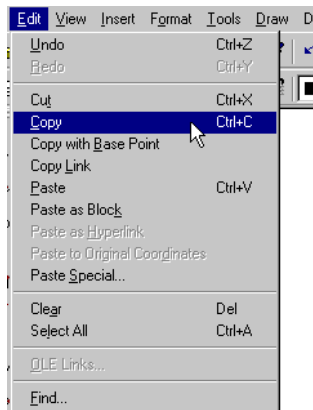 Edit View Insert Format Tools Draw D
Undo Ctrl+Z
Redo Ctrl+Y
Cut Ctrl+X
Copy Ctrl+C
Copy with Base Point
Copy Link
Paste Ctrl+V
Paste as Block
Paste as Hyperlink
Paste to Original Coordinates
Paste Special...
Clear Del
Select All Ctrl+A
OLE Links...
Find...